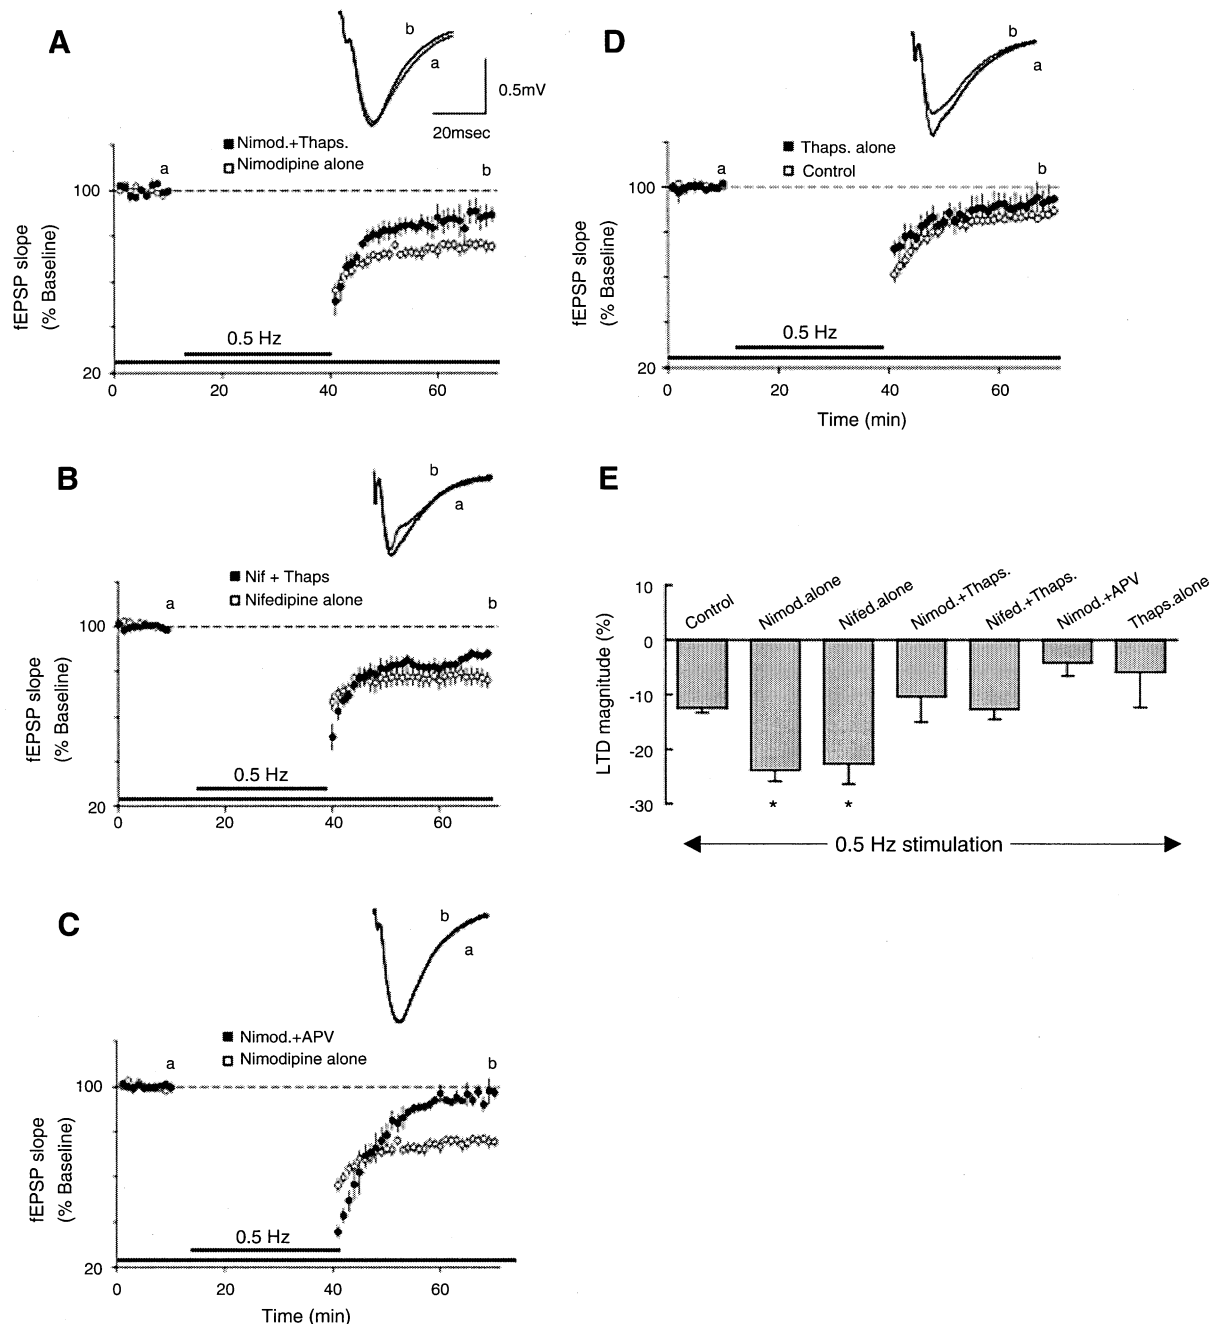 A
b
a
0.5mV
20msec
Nimod.+Thaps.
Nimodipine alone
a
b
100
fEPSP slope
(% Baseline)
0.5 Hz
20
0
20
40
60
D
b
a
Thaps. alone
Control
a
b
100
fEPSP slope
(% Baseline)
0.5 Hz
20
0
20
40
60
Time (min)
B
b
a
Nif + Thaps
Nifedipine alone
a
b
100
fEPSP slope
(% Baseline)
0.5 Hz
20
0
20
40
60
E
10
0
-10
-20
-30
LTD magnitude (%)
Control
Nimod.alone
Nifed.alone
Nimod.+Thaps.
Nifed.+Thaps.
Nimod.+APV
Thaps.alone
*
*
0.5 Hz stimulation
C
b
a
Nimod.+APV
Nimodipine alone
a
b
100
fEPSP slope
(% Baseline)
0.5 Hz
20
0
20
40
60
Time (min)